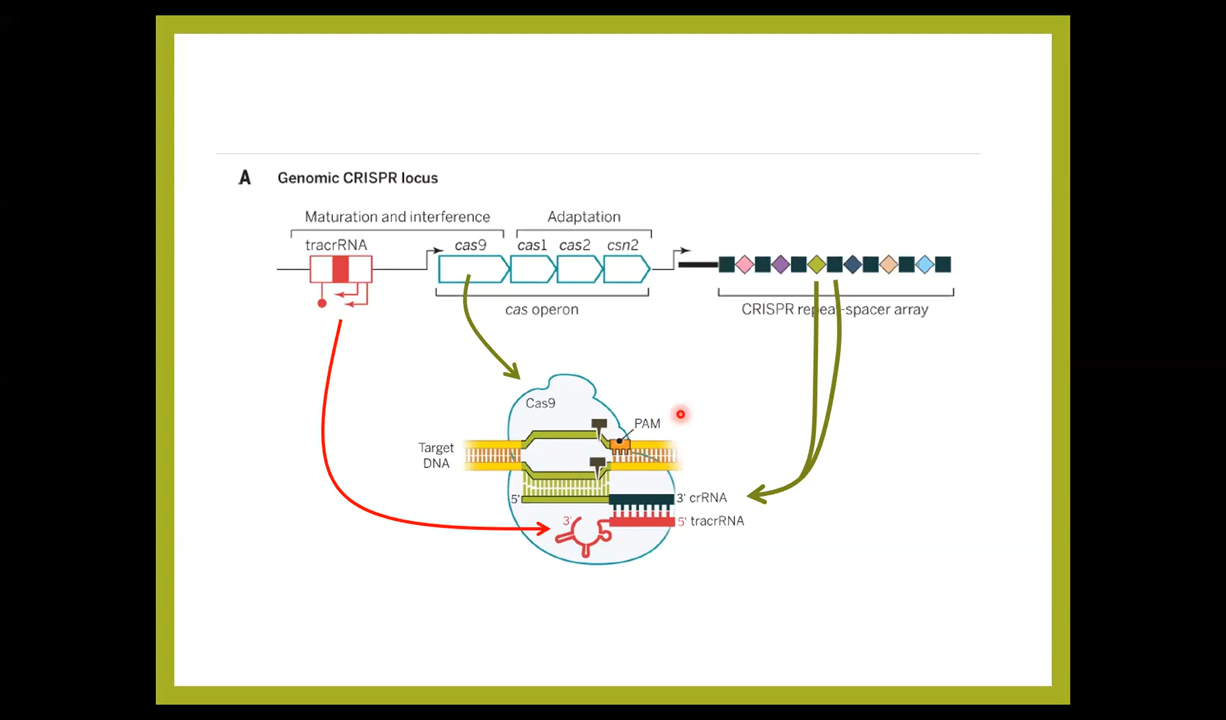 A Genomic CRISPR locus
Maturation and interference
Adaptation
tracrRNA
cas9
cas1
cas2
csn2
cas operon
CRISPR repeat-spacer array
Cas9
PAM
Target
DNA
5'
3' crRNA
3'
5' tracrRNA